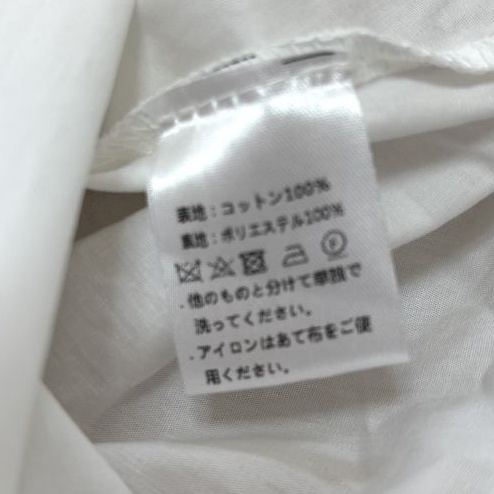 表地：コットン100%
裏地：ポリエステル100%
. 他のものと分けて単独で
洗ってください。
. アイロンはあて布をご使
用ください。